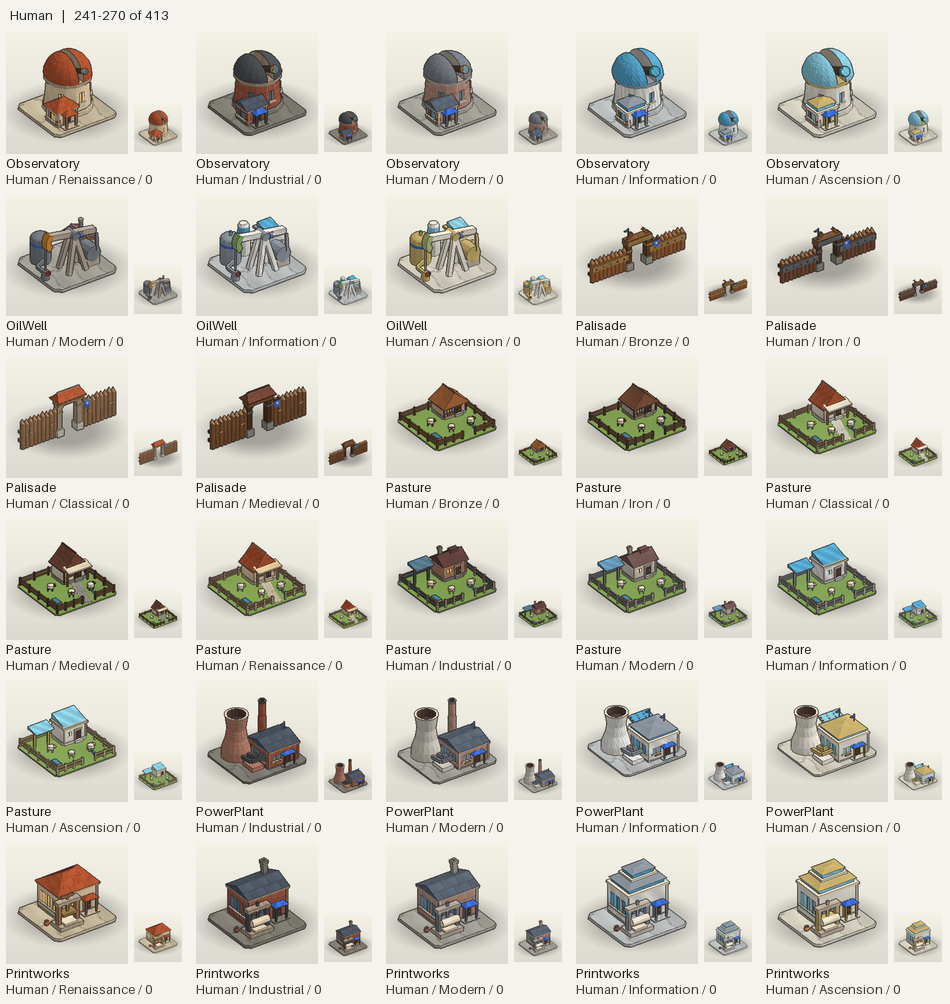 Human | 241-270 of 413
Observatory
Human / Renaissance / 0
Observatory
Human / Industrial / 0
Observatory
Human / Modern / 0
Observatory
Human / Information / 0
Observatory
Human / Ascension / 0
OilWell
Human / Modern / 0
OilWell
Human / Information / 0
OilWell
Human / Ascension / 0
Palisade
Human / Bronze / 0
Palisade
Human / Iron / 0
Palisade
Human / Classical / 0
Palisade
Human / Medieval / 0
Pasture
Human / Bronze / 0
Pasture
Human / Iron / 0
Pasture
Human / Classical / 0
Pasture
Human / Medieval / 0
Pasture
Human / Renaissance / 0
Pasture
Human / Industrial / 0
Pasture
Human / Modern / 0
Pasture
Human / Information / 0
Pasture
Human / Ascension / 0
PowerPlant
Human / Industrial / 0
PowerPlant
Human / Modern / 0
PowerPlant
Human / Information / 0
PowerPlant
Human / Ascension / 0
Printworks
Human / Renaissance / 0
Printworks
Human / Industrial / 0
Printworks
Human / Modern / 0
Printworks
Human / Information / 0
Printworks
Human / Ascension / 0